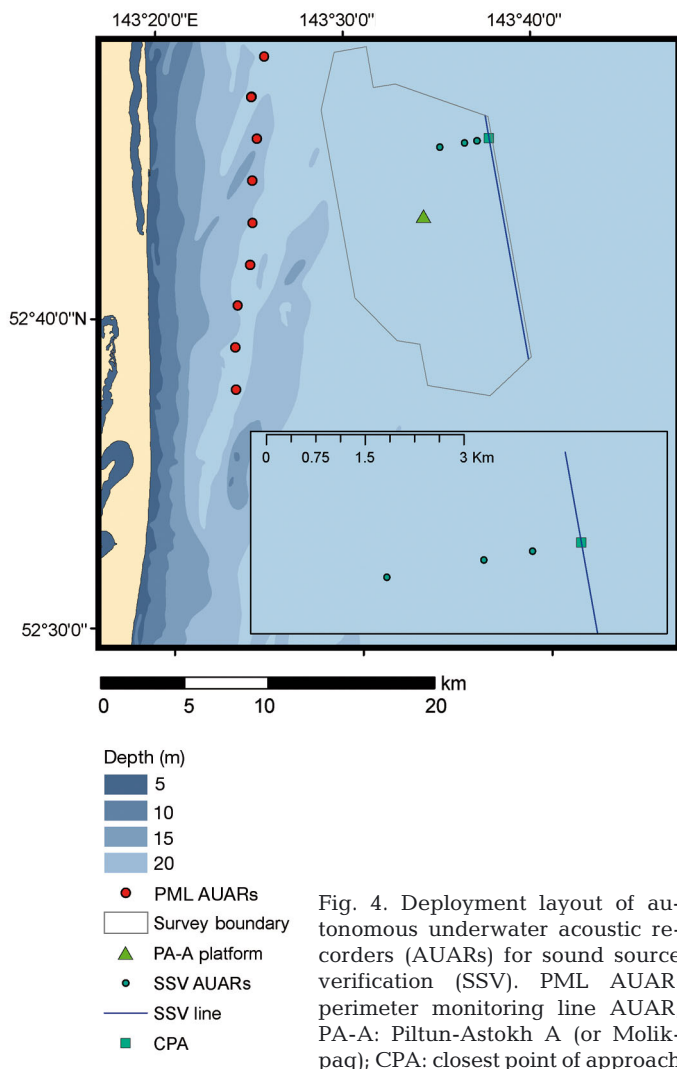 143°20'0"E 143°30'0" 143°40'0"
52°40'0"N
0 0.75 1.5 3 Km
52°30'0"
km
0 5 10 20
Depth (m)
5
10
15
20
PML AUARs
Survey boundary
PA-A platform
SSV AUARs
SSV line
CPA
Fig. 4. Deployment layout of au-
tonomous underwater acoustic re-
corders (AUARs) for sound source
verification (SSV). PML AUAR
perimeter monitoring line AUAR
PA-A: Piltun-Astokh A (or Molik-
paq); CPA: closest point of approach